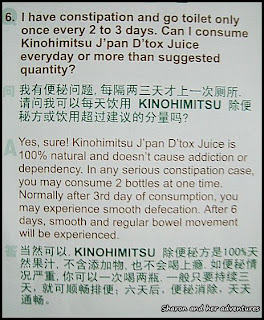 6. I have constipation and go toilet only
once every 2 to 3 days. Can I consume
Kinohimitsu J'pan D'tox Juice
everyday or more than suggested
quantity?
问 我有便秘问题, 每隔两三天才上一次厕所.
请问我可以每天饮用 KINOHIMITSU 除便
秘方或饮用超过建议的分量吗?
A Yes, sure! Kinohimitsu J'pan D'tox Juice is
100% natural and doesn't cause addiction or
dependency. In any serious constipation case,
you may consume 2 bottles at one time.
Normally after 3rd day of consumption, you
may experience smooth defecation. After 6
days, smooth and regular bowel movement
will be experienced.
答 当然可以. KINOHIMITSU 除便秘方是100%天
然果汁, 不含添加物, 也不会喝上瘾. 如便秘情
况严重, 你可以一次喝两瓶. 一般只要持续三
天, 就可顺畅排便; 六天后, 便秘消除, 天天
通畅.
Sharon and her adventures